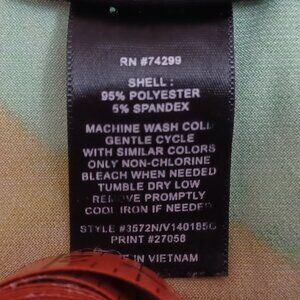 RN #74299
SHELL :
95% POLYESTER
5% SPANDEX
MACHINE WASH COLD
GENTLE CYCLE
WITH SIMILAR COLORS
ONLY NON-CHLORINE
BLEACH WHEN NEEDED
TUMBLE DRY LOW
REMOVE PROMPTLY
COOL IRON IF NEEDED
STYLE #3572N/V140185G
PRINT #27058
IN VIETNAM